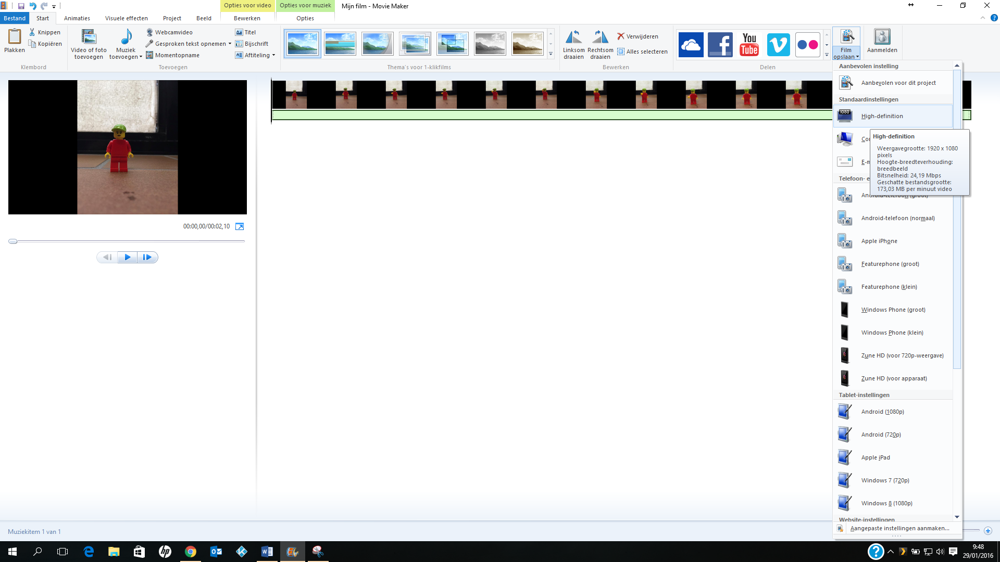 Opties voor video
Opties voor muziek
Mijn film - Movie Maker
Bestand
Start
Animaties
Visuele effecten
Project
Beeld
Bewerken
Opties
Plakken
Knippen
Kopiëren
Klembord
Video of foto
toevoegen
Muziek
toevoegen
Webcamvideo
Gesproken tekst opnemen
Momentopname
Titel
Bijschrift
Aftiteling
Toevoegen
Thema's voor 1-klikfilms
Linksom
draaien
Rechtsom
draaien
Verwijderen
Alles selecteren
Bewerken
You
Tube
Delen
Film
opslaan
Aanmelden
Aanbevolen instelling
Aanbevolen voor dit project
Standaardinstellingen
1080
High-definition
High-definition
Weergavegrootte: 1920 x 1080
pixels
Hoogte-breedteverhouding:
breedbeeld
Bitsnelheid: 24,19 Mbps
Geschatte bestandsgrootte:
173,03 MB per minuut video
Android-telefoon (groot)
Android-telefoon (normaal)
Apple iPhone
Featurephone (groot)
Featurephone (klein)
Windows Phone (groot)
Windows Phone (klein)
Zune HD (voor 720p-weergave)
Zune HD (voor apparaat)
Tablet-instellingen
Android (1080p)
Android (720p)
Apple iPad
Windows 7 (720p)
Windows 8 (1080p)
Website-instellingen
Aangepaste instellingen aanmaken...
00:00,00/00:02,10
Muziekitem 1 van 1
9:48
29/01/2016